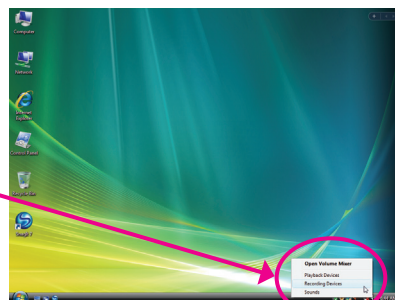 Computer
Network
Internet
Explorer
Control Panel
Recycle Bin
Open Volume Mixer
Playback Devices
Recording Devices
Sounds